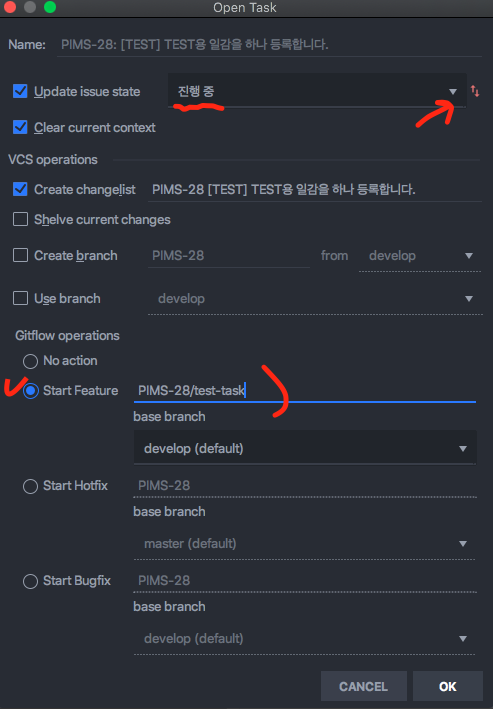 Open Task
Name: PIMS-28: [TEST] TEST용 일감을 하나 등록합니다.
Update issue state 진행 중
Clear current context
VCS operations
Create changelist PIMS-28 [TEST] TEST용 일감을 하나 등록합니다.
Shelve current changes
Create branch PIMS-28 from develop
Use branch develop
Gitflow operations
No action
Start Feature PIMS-28/test-task
base branch
develop (default)
Start Hotfix PIMS-28
base branch
master (default)
Start Bugfix PIMS-28
base branch
develop (default)
CANCEL OK